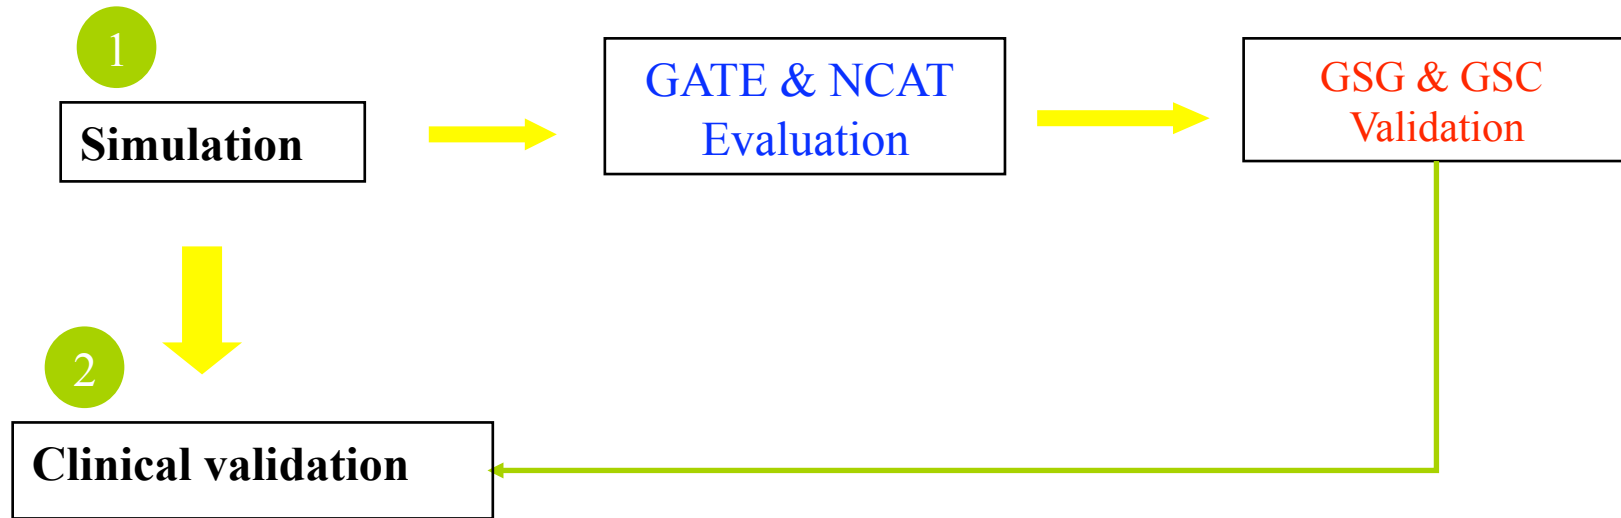 1
Simulation
GATE & NCAT
Evaluation
GSG & GSC
Validation
2
Clinical validation